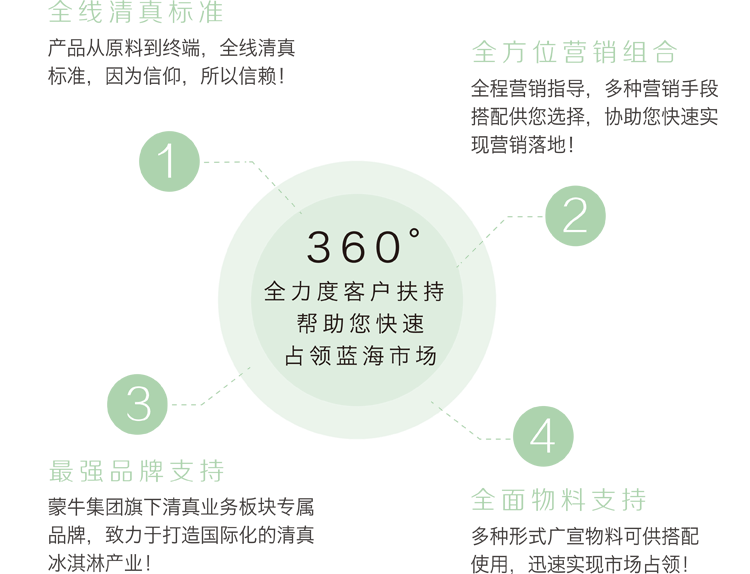 全线清真标准
产品从原料到终端，全线清真
标准，因为信仰，所以信赖！
1
全方位营销组合
全程营销指导，多种营销手段
搭配供您选择，协助您快速实
现营销落地！
2
360°
全力度客户扶持
帮助您快速
占领蓝海市场
3
最强品牌支持
蒙牛集团旗下清真业务板块专属
品牌，致力于打造国际化的清真
冰淇淋产业！
4
全面物料支持
多种形式广宣物料可供搭配
使用，迅速实现市场占领！